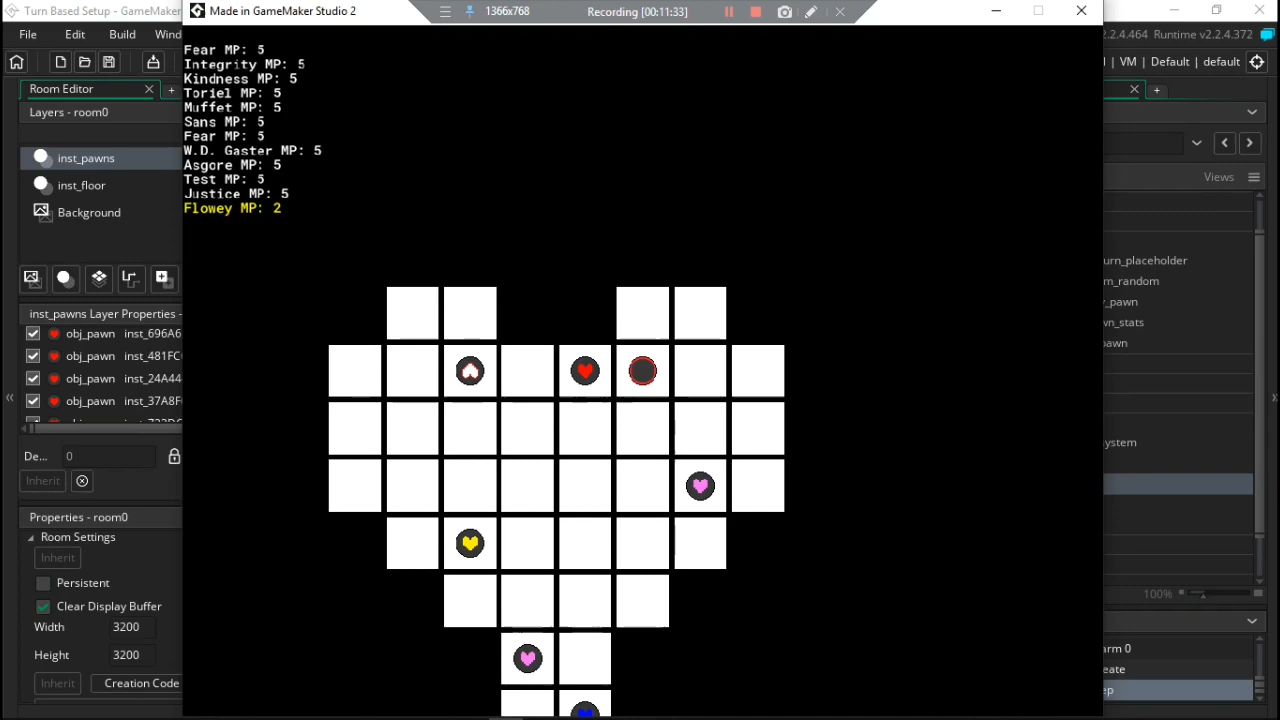 Turn Based Setup - GameMaker
Made in GameMaker Studio 2
1366x768
Recording [00:11:33]
File
Edit
Build
2.2.4.464 Runtime v2.2.4.372
VM | Default | default
Room Editor
Layers - room0
inst_pawns
inst_floor
Background
inst_pawns Layer Properties -
obj_pawn inst_696A6
obj_pawn
obj_pawn inst_24A44
obj_pawn
De... 0
Inherit
Properties - room0
Room Settings
Inherit
Persistent
Clear Display Buffer
Width 3200
Height 3200
Inherit
Creation Code
Fear MP: 5
Integrity MP: 5
Kindness MP: 5
Toriel MP: 5
Muffet MP: 5
Sans MP: 5
Fear MP: 5
W.D. Gaster MP: 5
Asgore MP: 5
Test MP: 5
Justice MP: 5
Flowey MP: 2
Views
urn_placeholder
rn_random
y_pawn
wn_stats
pawn
ystem
100%
arm 0
eate
ep